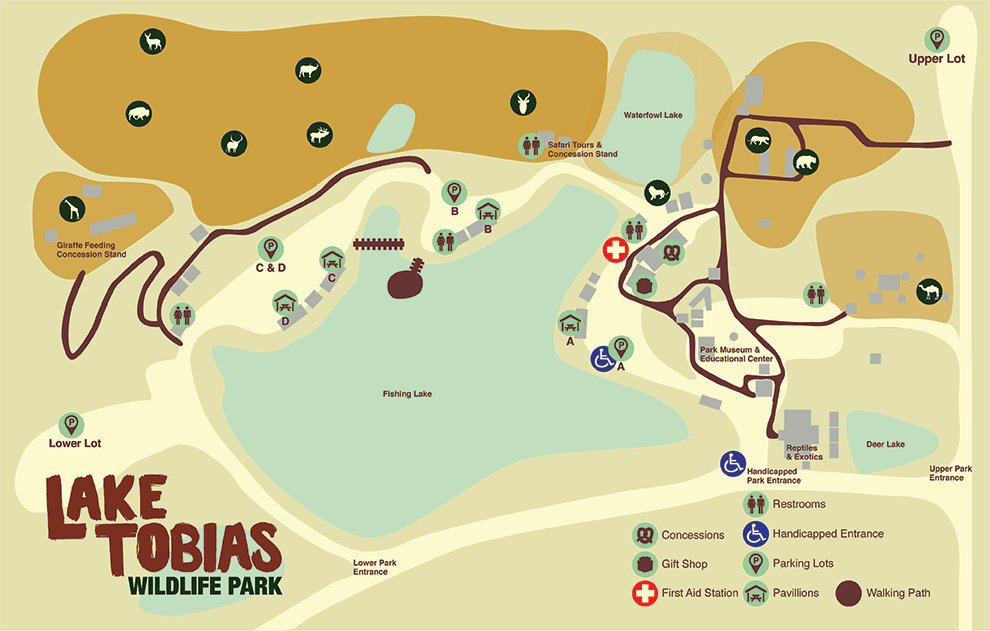 Upper Lot
Waterfowl Lake
Safari Tours &
Concession Stand
B
B
Giraffe Feeding
Concession Stand
C & D
C
D
A
A
Park Museum &
Educational Center
Fishing Lake
Lower Lot
Reptiles
& Exotics
Deer Lake
Handicapped
Park Entrance
Upper Park
Entrance
LAKE
TOBIAS
WILDLIFE PARK
Lower Park
Entrance
Restrooms
Concessions
Handicapped Entrance
Gift Shop
Parking Lots
First Aid Station
Pavillions
Walking Path